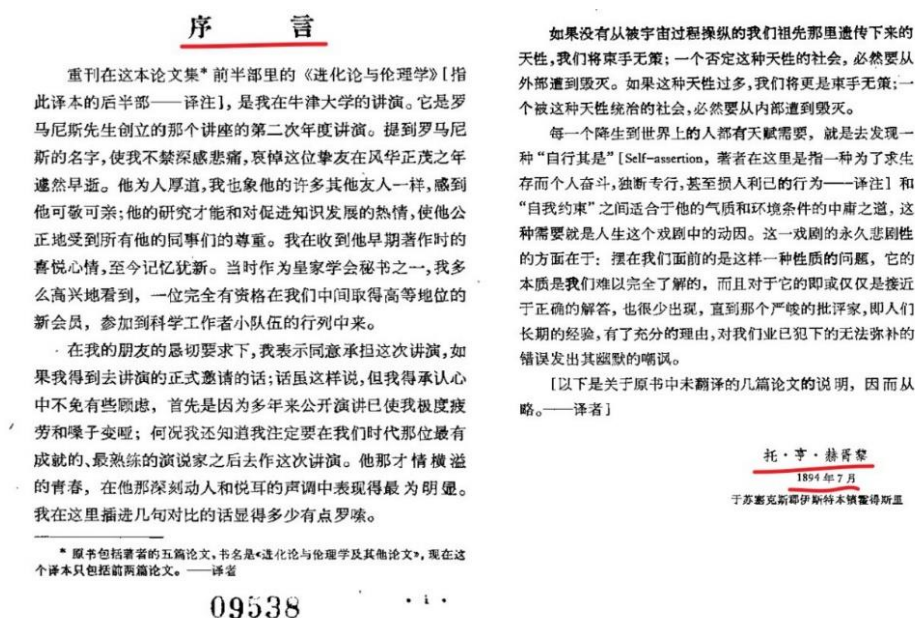 序 言
重刊在这本论文集*前半部里的《进化论与伦理学》[指
此译本的后半部——译注]，是我在牛津大学的讲演。它是罗
马尼斯先生创立的那个讲座的第二次年度讲演。提到罗马尼
斯的名字，使我不禁深感悲痛，哀悼这位挚友在风华正茂之年
遽然早逝。他为人厚道，我也象他的许多其他友人一样，感到
他可敬可亲；他的研究才能和对促进知识发展的热情，使他公
正地受到所有他的同事们的尊重。我在收到他早期著作时的
喜悦心情，至今记忆犹新。当时作为皇家学会秘书之一，我多
么高兴地看到，一位完全有资格在我们中间取得高等地位的
新会员，参加到科学工作者小队伍的行列中来。
在我的朋友的恳切要求下，我表示同意承担这次讲演，如
果我得到去讲演的正式邀请的话；话虽这样说，但我得承认心
中不免有些顾虑，首先是因为多年来公开演讲已使我极度疲
劳和嗓子变哑；何况我还知道我注定要在我们时代那位最有
成就的、最熟练的演说家之后去作这次讲演。他那才情横溢
的青春，在他那深刻动人和悦耳的声调中表现得最为明显。
我在这里插进几句对比的话显得多少有点罗嗦。
* 原书包括著者的五篇论文，书名是《进化论与伦理学及其他论文》，现在这
个译本只包括前两篇论文。——译者
09538
· i ·
如果没有从被宇宙过程操纵的我们祖先那里遗传下来的
天性，我们将束手无策；一个否定这种天性的社会，必然要从
外部遭到毁灭。如果这种天性过多，我们将更是束手无策；一
个被这种天性统治的社会，必然要从内部遭到毁灭。
每一个降生到世界上的人都有天赋需要，就是去发现一
种“自行其是”[Self-assertion，著者在这里是指一种为了求生
存而个人奋斗，独断专行，甚至损人利己的行为——译注] 和
“自我约束”之间适合于他的气质和环境条件的中庸之道，这
种需要就是人生这个戏剧中的动因。这一戏剧的永久悲剧性
的方面在于：摆在我们面前的是这样一种性质的问题，它的
本质是我们难以完全了解的，而且对于它的即或仅仅是接近
于正确的解答，也很少出现，直到那个严峻的批评家，即人们
长期的经验，有了充分的理由，对我们业已犯下的无法弥补的
错误发出其幽默的嘲讽。
[以下是关于原书中未翻译的几篇论文的说明，因而从
略。——译者]
托·亨·赫胥黎
1894年7月
于苏塞克斯郡伊斯特本镇霍得斯里